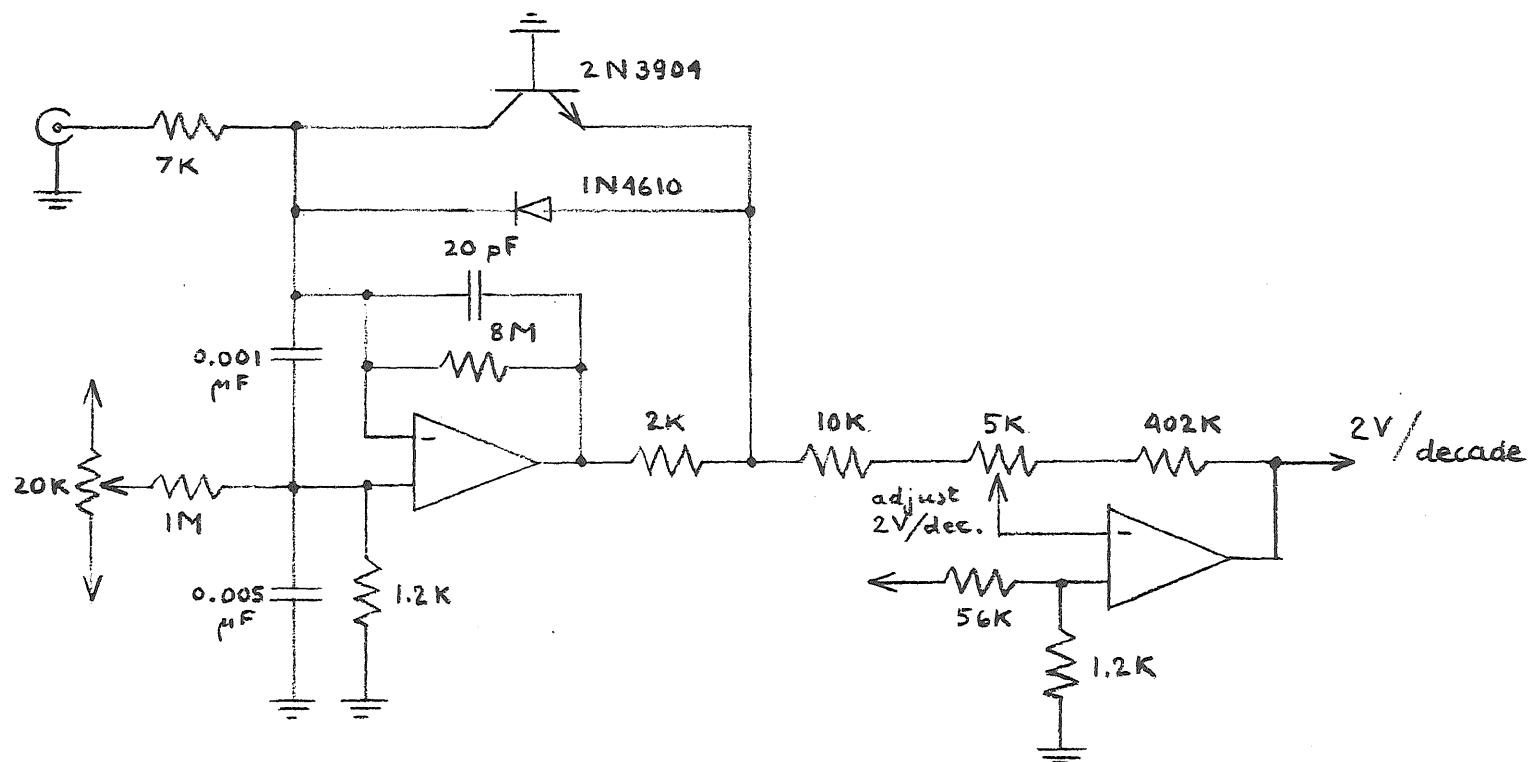 2N3904
7K
1N4610
20 pF
8M
0.001
μF
2K
10K
5K
402K
2V/decade
20K
1M
adjust
2V/dec.
0.005
μF
1.2K
56K
1.2K